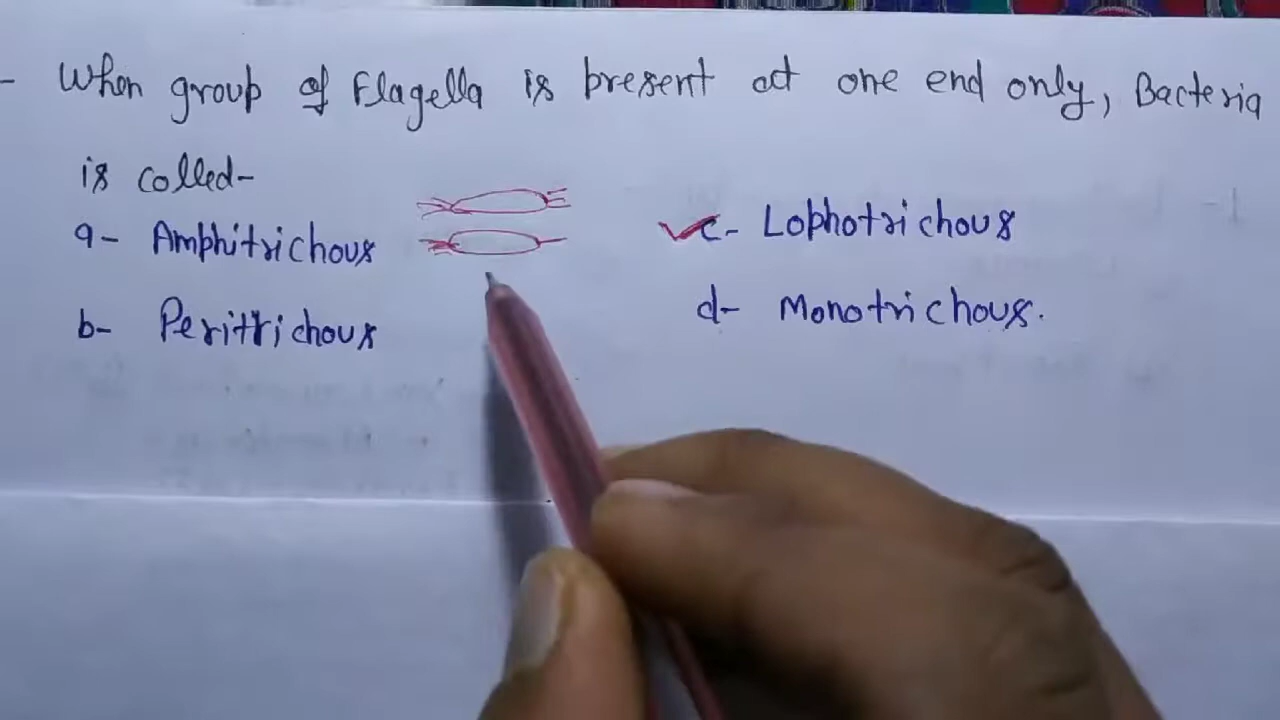 - When group of Flagella is present at one end only, Bacteria
is called-
a- Amphitrichous
c- Lophotrichous
b- Peritrichous
d- Monotrichous.